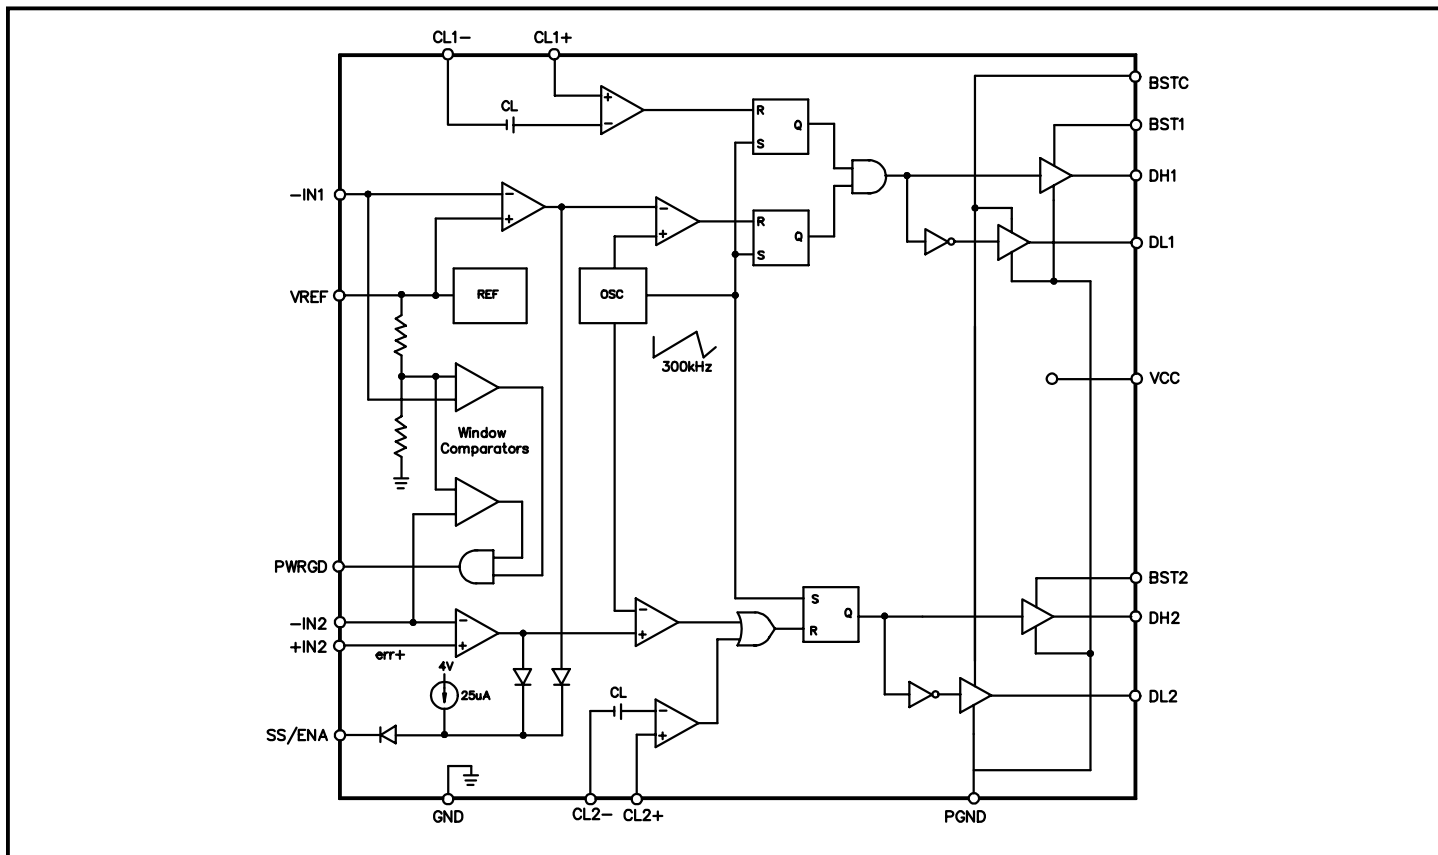 CL1-
CL1+
BSTC
CL
+
-
R
Q
S
BST1
-IN1
-
+
-
+
R
Q
S
DH1
DL1
VREF
REF
OSC
300kHz
VCC
Window
Comparators
PWRGD
-IN2
+IN2
err+
-
+
-
+
S
Q
R
BST2
DH2
4V
25uA
CL
-
+
DL2
SS/ENA
GND
CL2-
CL2+
PGND